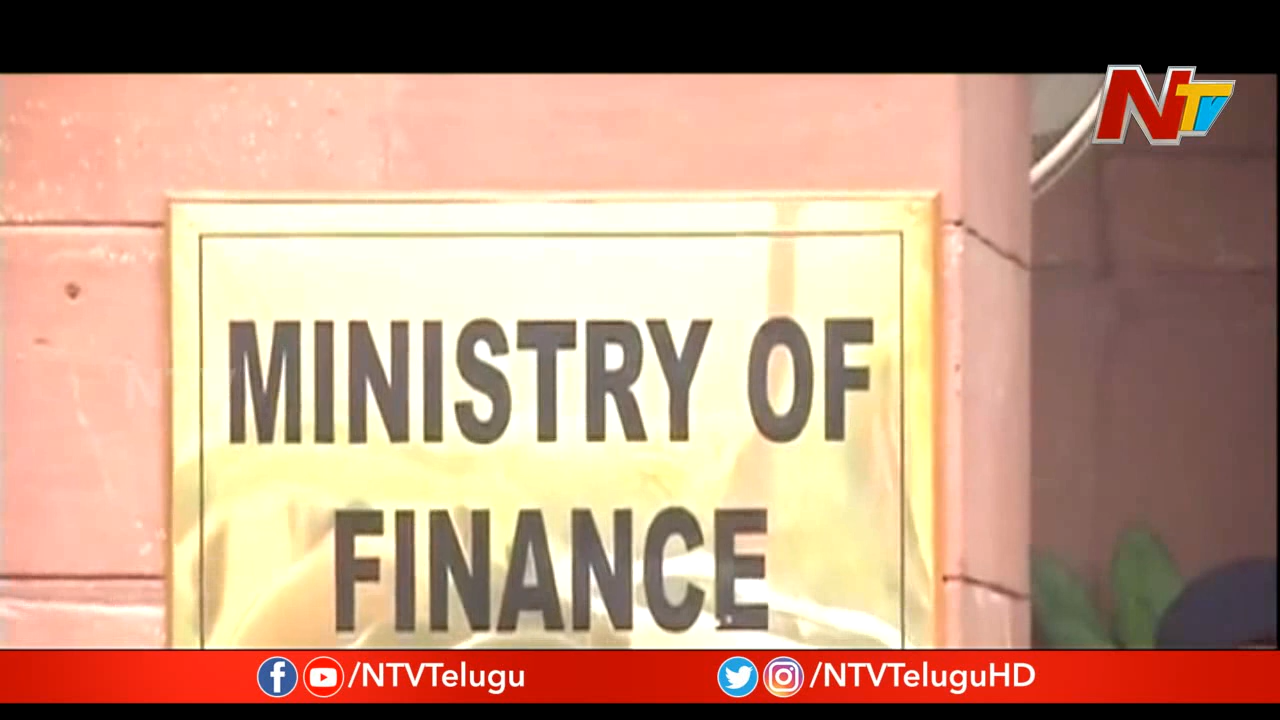 NTV
MINISTRY OF
FINANCE
/NTVTelugu
/NTVTeluguHD